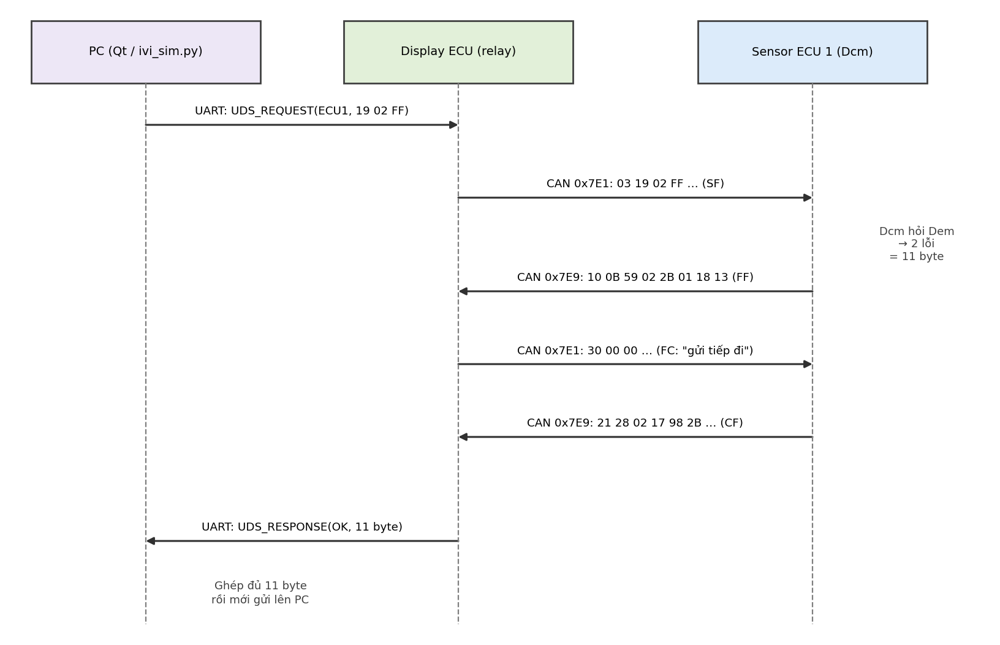 PC (Qt / ivi_sim.py)
Display ECU (relay)
Sensor ECU 1 (Dcm)
UART: UDS_REQUEST(ECU1, 19 02 FF)
CAN 0x7E1: 03 19 02 FF … (SF)
Dcm hỏi Dem
→ 2 lỗi
= 11 byte
CAN 0x7E9: 10 0B 59 02 2B 01 18 13 (FF)
CAN 0x7E1: 30 00 00 … (FC: "gửi tiếp đi")
CAN 0x7E9: 21 28 02 17 98 2B … (CF)
UART: UDS_RESPONSE(OK, 11 byte)
Ghép đủ 11 byte
rồi mới gửi lên PC